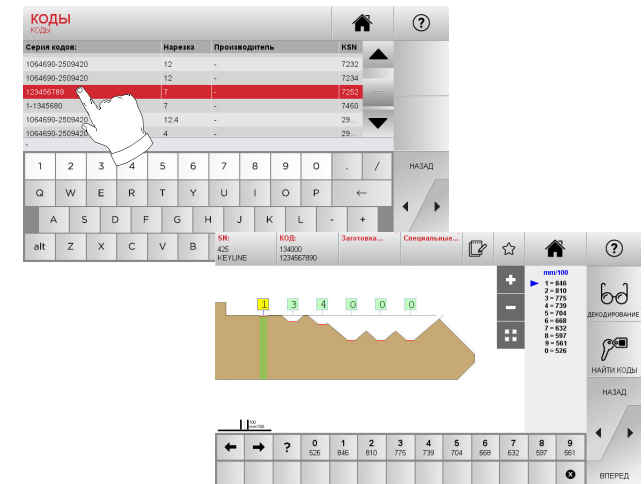 КОДЫ
КОДЫ
?
Серия кодов: Нарезка Производитель KSN
1064690-2509420 12 - 7232
1064690-2509420 12 - 7234
123456789 7 - 7252
1-1345680 7 - 7460
1064690-2509420 12,4 - 29...
1064690-2509420 4 - 29...
-
1 2 3 4 5 6 7 8 9 0 . /
НАЗАД
Q W E R T Y U I O P ←
A S D F G H J K L - +
alt Z X C V B
SN: КОД: Заготовка... Специальные...
425 134000
KEYLINE 1234567890
?
+
−
mm/100
1 = 846
2 = 810
3 = 775
4 = 739
5 = 704
6 = 668
7 = 632
8 = 597
9 = 561
0 = 526
1 3 4 0 0 0
ДЕКОДИРОВАНИЕ
НАЙТИ КОДЫ
НАЗАД
100
mm/100
← → ? 0 1 2 3 4 5 6 7 8 9
526 846 810 775 739 704 668 632 597 561
ВПЕРЕД